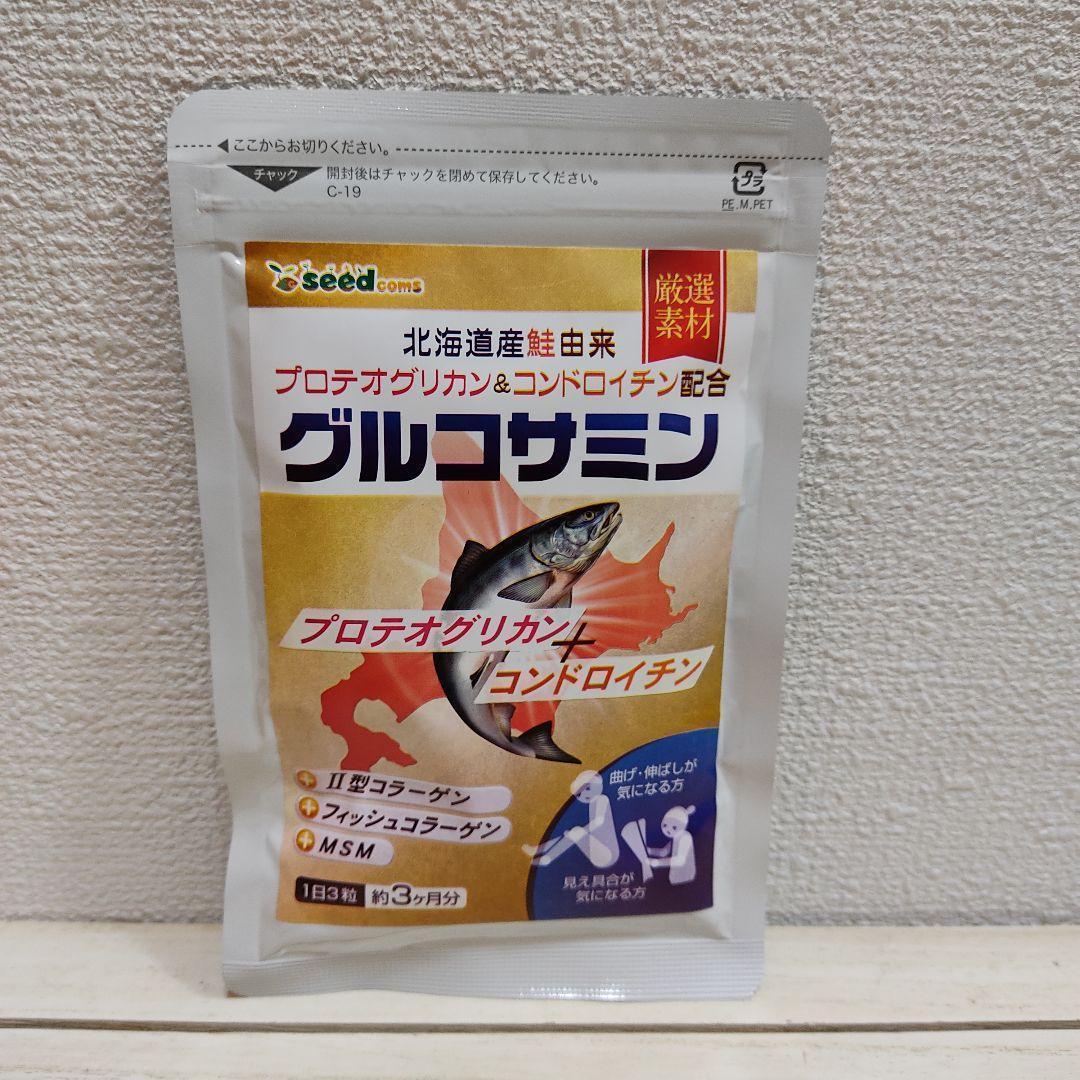 ここからお切りください。
チャック
開封後はチャックを閉めて保存してください。
C-19
プラ
PE.M.PET
seedcoms
厳選
素材
北海道産鮭由来
プロテオグリカン&コンドロイチン配合
グルコサミン
プロテオグリカン
+
コンドロイチン
+ II型コラーゲン
+ フィッシュコラーゲン
+ MSM
曲げ・伸ばしが
気になる方
見え具合が
気になる方
1日3粒 約3ヶ月分